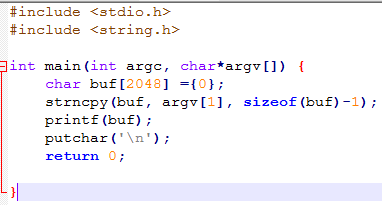 #include <stdio.h>
#include <string.h>
int main(int argc, char*argv[]) {
char buf[2048] ={0};
strncpy(buf, argv[1], sizeof(buf)-1);
printf(buf);
putchar('\n');
return 0;
}